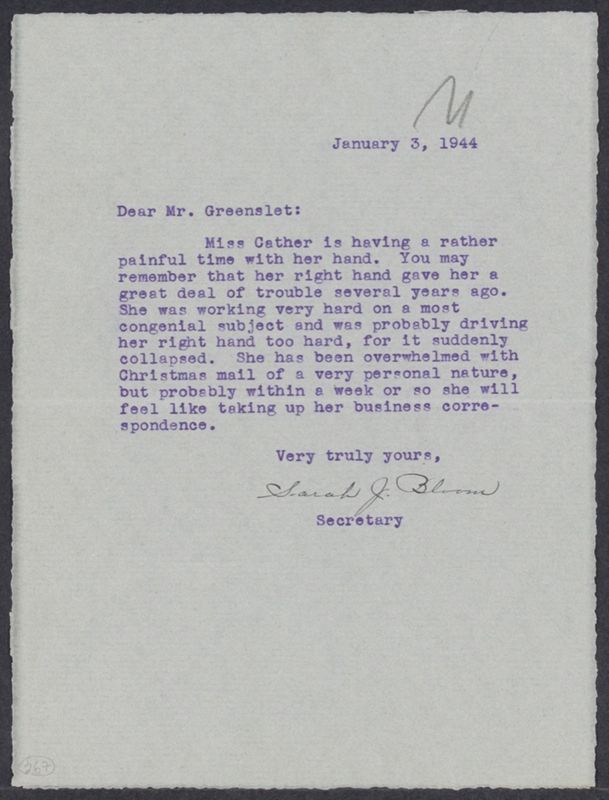 January 3, 1944
Dear Mr. Greenslet:
Miss Cather is having a rather
painful time with her hand. You may
remember that her right hand gave her a
great deal of trouble several years ago.
She was working very hard on a most
congenial subject and was probably driving
her right hand too hard, for it suddenly
collapsed. She has been overwhelmed with
Christmas mail of a very personal nature,
but probably within a week or so she will
feel like taking up her business corre-
spondence.
Very truly yours,
Sarah J. Bloom
Secretary